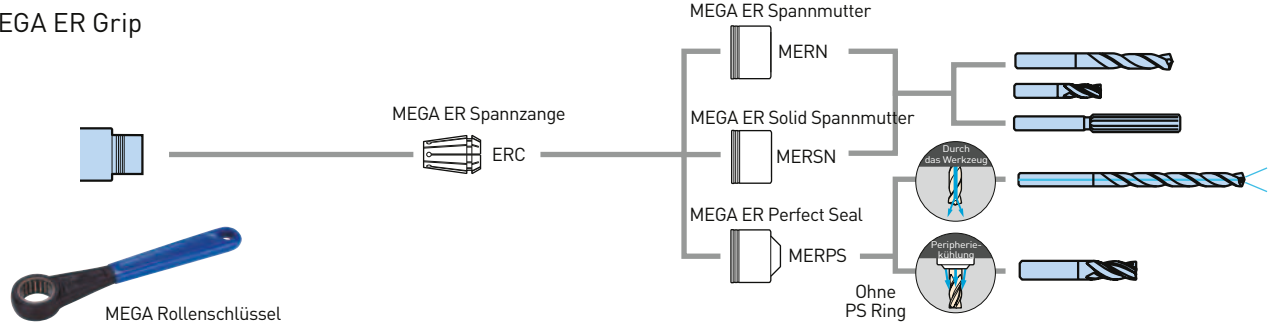 EGA ER Grip
MEGA ER Spannmutter
MERN
MEGA ER Spannzange
ERC
MEGA ER Solid Spannmutter
MERSN
Durch
das Werkzeug
MEGA ER Perfect Seal
MERPS
Peripherie-
kühlung
Ohne
PS Ring
MEGA Rollenschlüssel